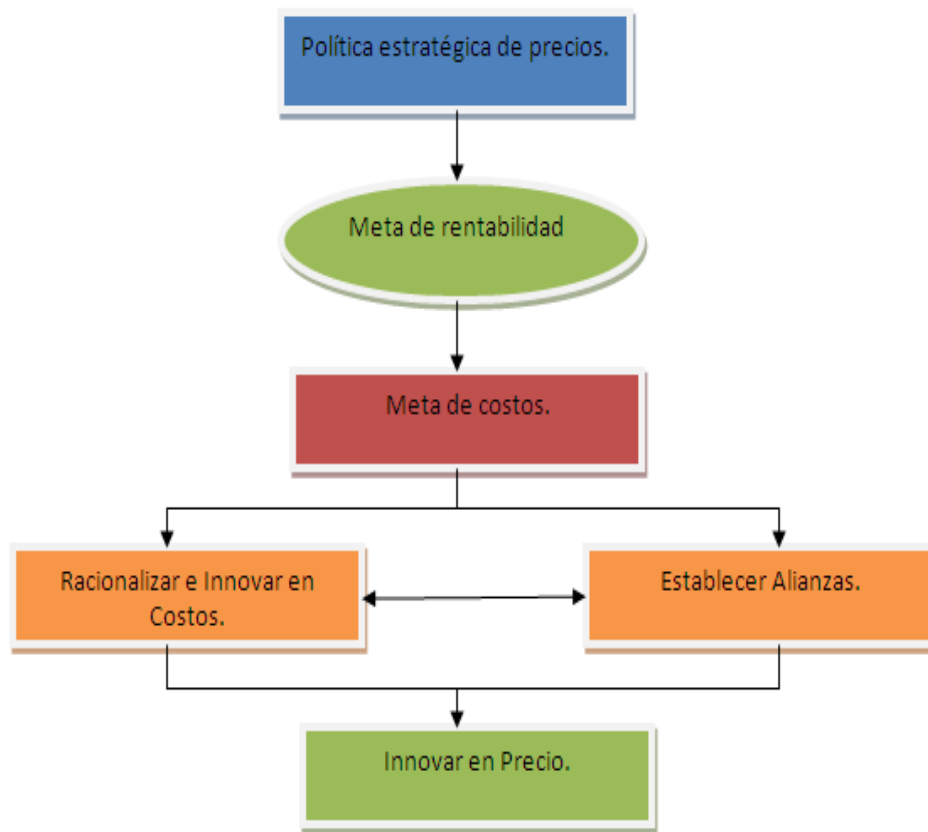 Política estratégica de precios.
Meta de rentabilidad
Meta de costos.
Racionalizar e Innovar en
Costos.
Establecer Alianzas.
Innovar en Precio.